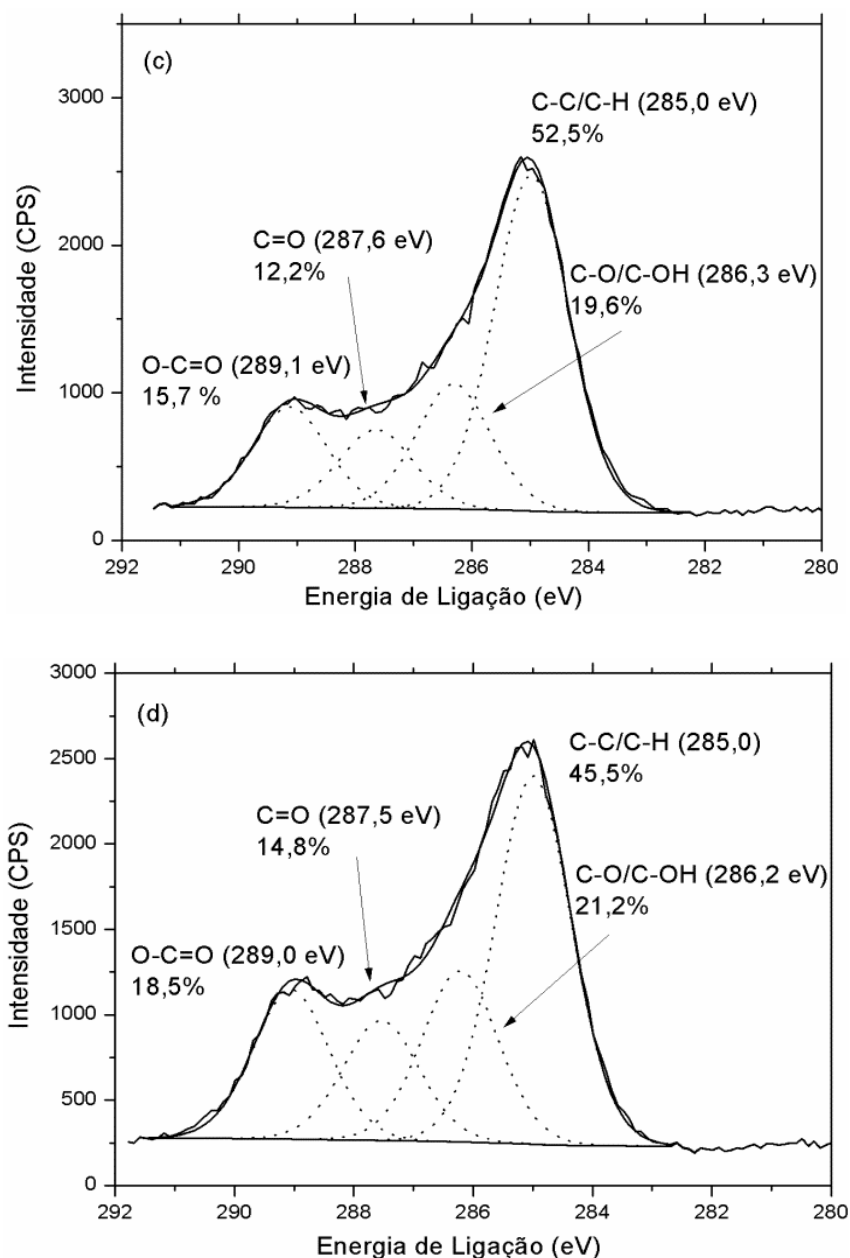 (c)
C-C/C-H (285,0 eV)
52,5%
C=O (287,6 eV)
12,2%
C-O/C-OH (286,3 eV)
19,6%
O-C=O (289,1 eV)
15,7 %
Intensidade (CPS)
3000
2000
1000
0
292 290 288 286 284 282 280
Energia de Ligação (eV)
(d)
C-C/C-H (285,0)
45,5%
C=O (287,5 eV)
14,8%
C-O/C-OH (286,2 eV)
21,2%
O-C=O (289,0 eV)
18,5%
Intensidade (CPS)
3000
2500
2000
1500
1000
500
0
292 290 288 286 284 282 280
Energia de Ligação (eV)